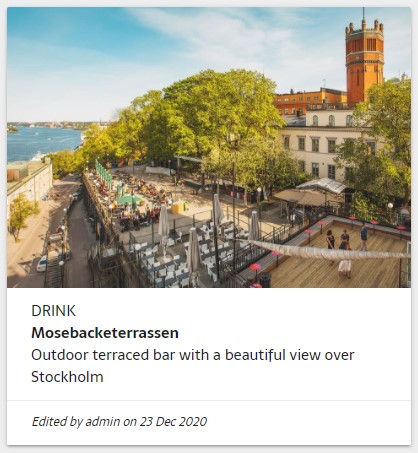 DRINK
Mosebacketerrassen
Outdoor terraced bar with a beautiful view over
Stockholm
Edited by admin on 23 Dec 2020